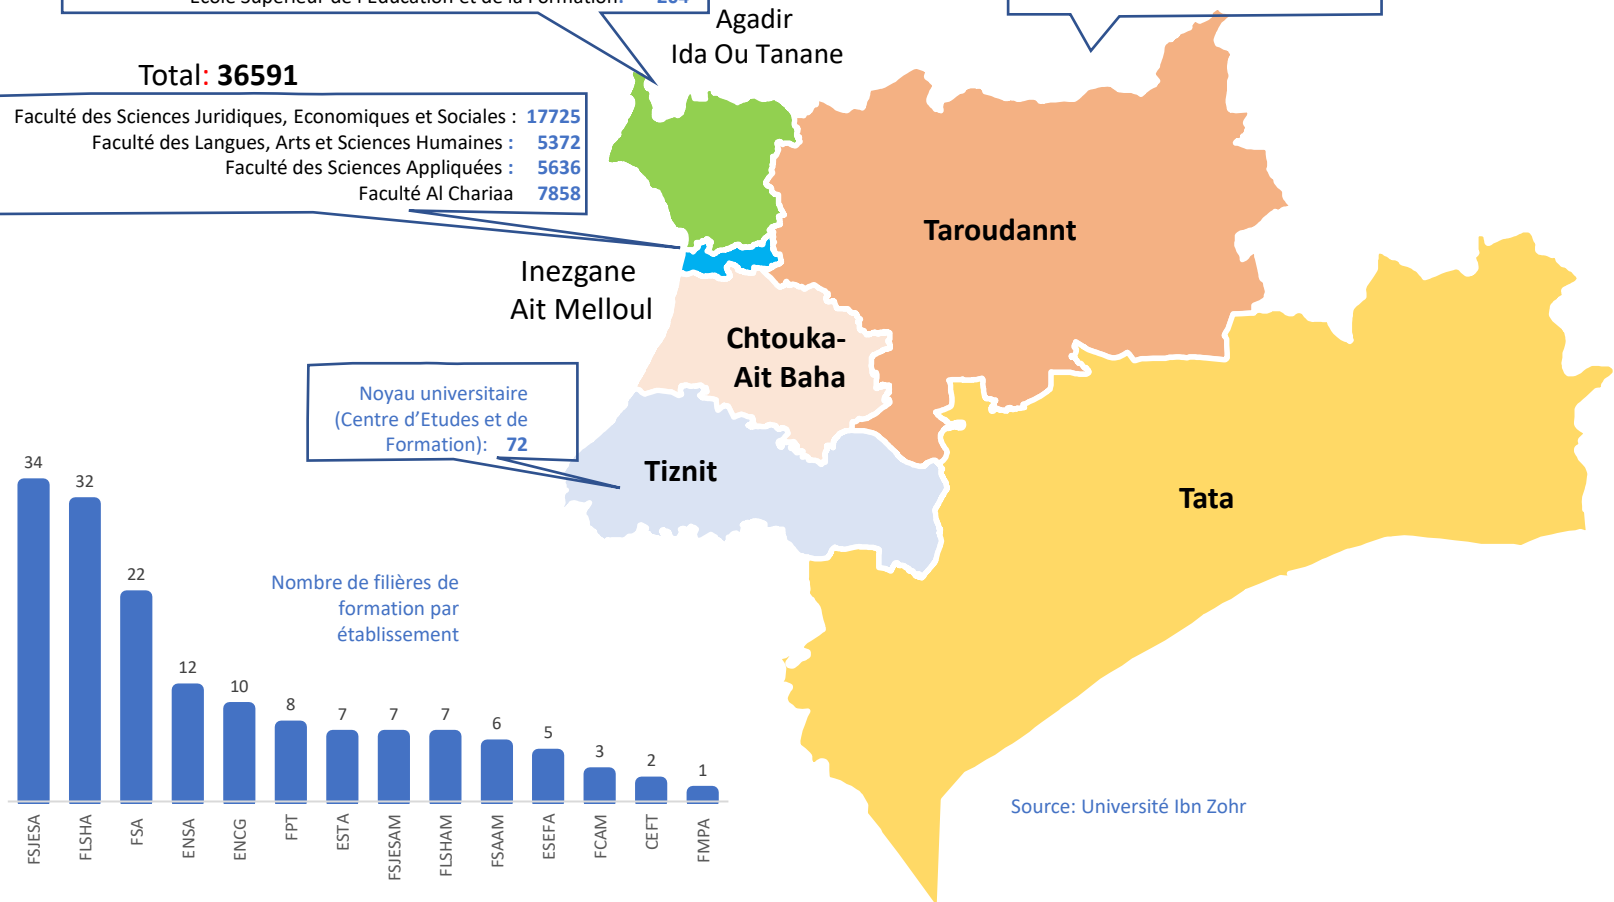 Agadir
Ida Ou Tanane
Total: 36591
Faculté des Sciences Juridiques, Economiques et Sociales : 17725
Faculté des Langues, Arts et Sciences Humaines : 5372
Faculté des Sciences Appliquées : 5636
Faculté Al Chariaa 7858
Taroudannt
Inezgane
Ait Melloul
Chtouka-
Ait Baha
Noyau universitaire
(Centre d'Etudes et de
Formation): 72
Tiznit
Tata
Nombre de filières de
formation par
établissement
34
32
22
12
10
8
7
7
7
6
5
3
2
1
FSJESA
FLSHA
FSA
ENSA
ENCG
FPT
ESTA
FSJESAM
FLSHAM
FSAAM
ESEFA
FCAM
CEFT
FMPA
Source: Université Ibn Zohr